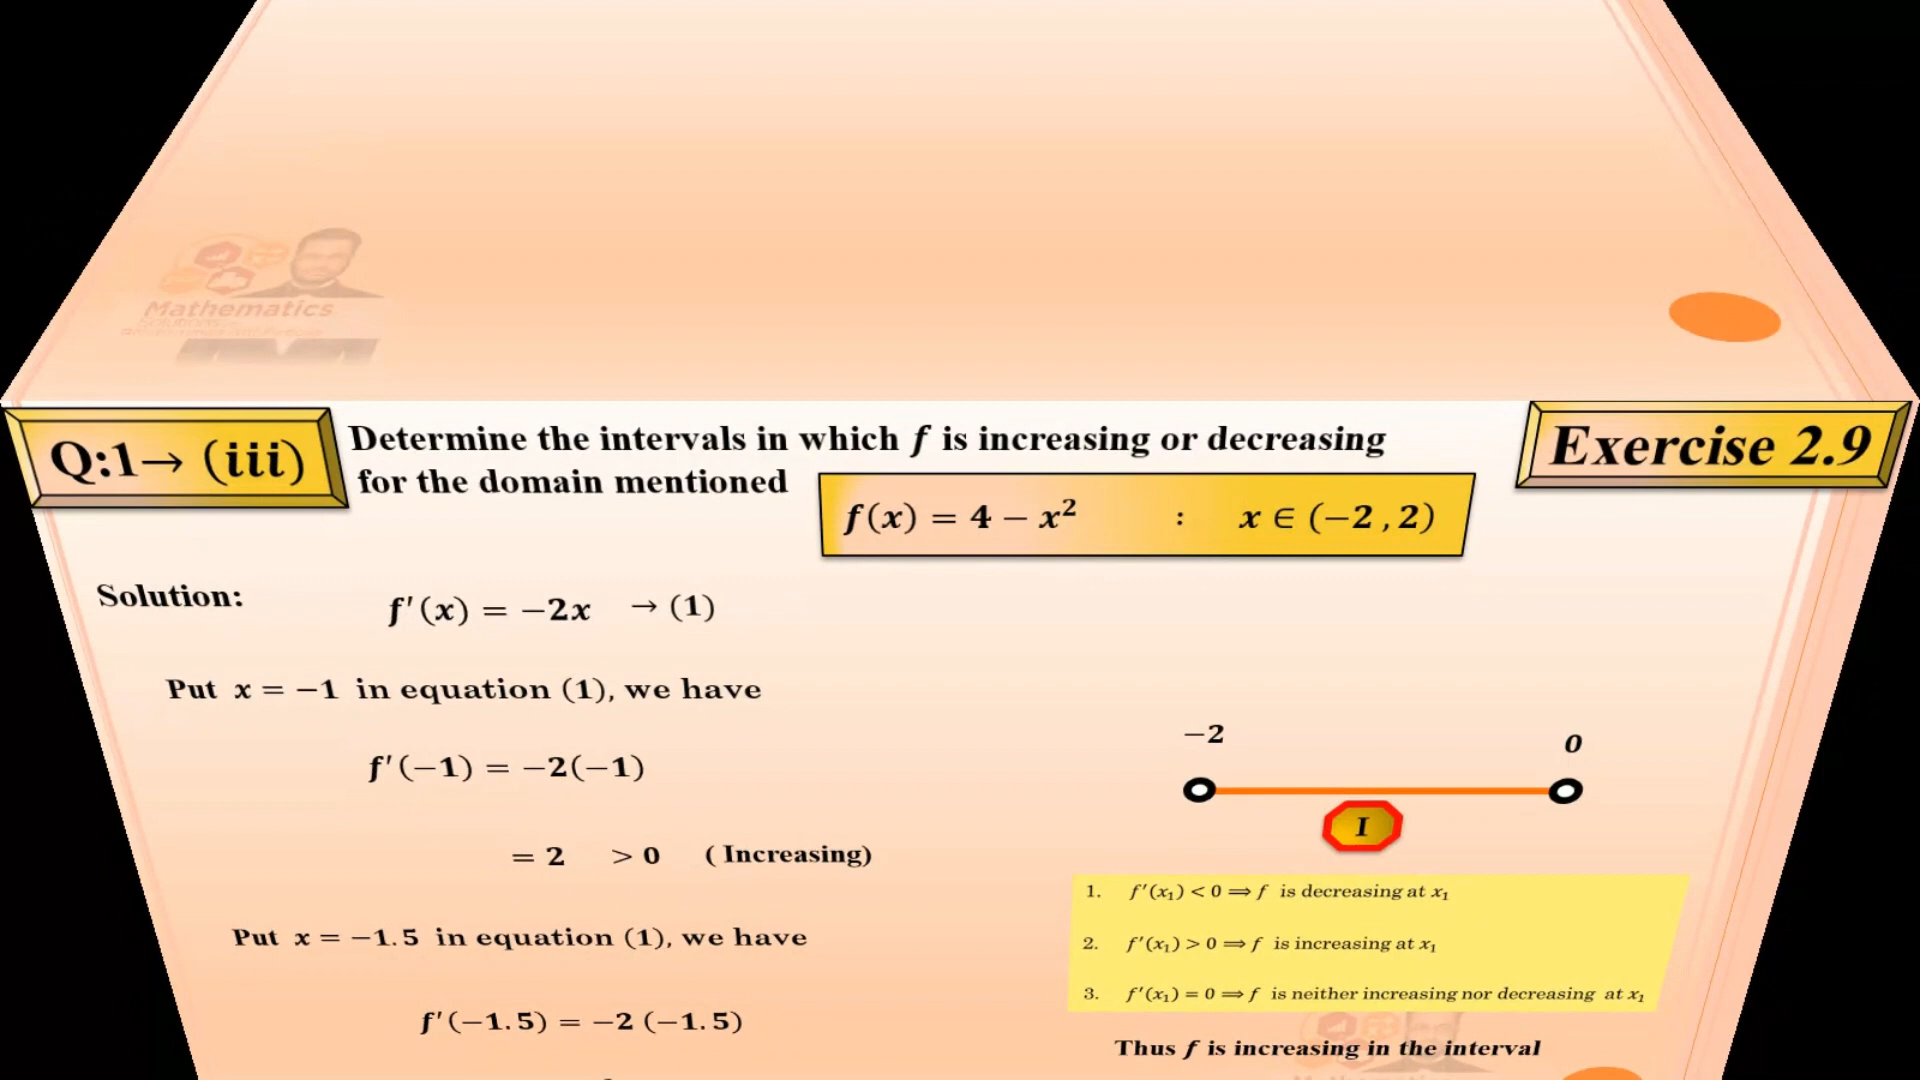 Mathematics
Q:1→ (iii)
Determine the intervals in which f is increasing or decreasing
for the domain mentioned
Exercise 2.9
f(x) = 4 − x² : x ∈ (−2 , 2)
Solution:
f′(x) = −2x → (1)
Put x = −1 in equation (1), we have
−2
0
f′(−1) = −2(−1)
I
= 2 > 0 ( Increasing)
1. f′(x₁) < 0 ⟹ f is decreasing at x₁
Put x = −1.5 in equation (1), we have
2. f′(x₁) > 0 ⟹ f is increasing at x₁
3. f′(x₁) = 0 ⟹ f is neither increasing nor decreasing at x₁
f′(−1.5) = −2 (−1.5)
Thus f is increasing in the interval